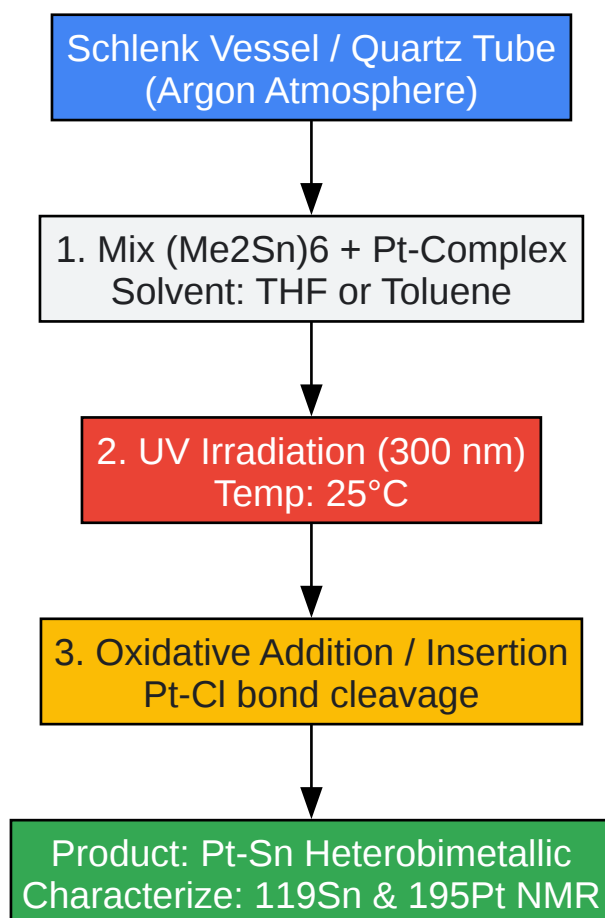 Schlenk Vessel / Quartz Tube
(Argon Atmosphere)
1. Mix (Me2Sn)6 + Pt-Complex
Solvent: THF or Toluene
2. UV Irradiation (300 nm)
Temp: 25°C
3. Oxidative Addition / Insertion
Pt-Cl bond cleavage
Product: Pt-Sn Heterobimetallic
Characterize: 119Sn & 195Pt NMR